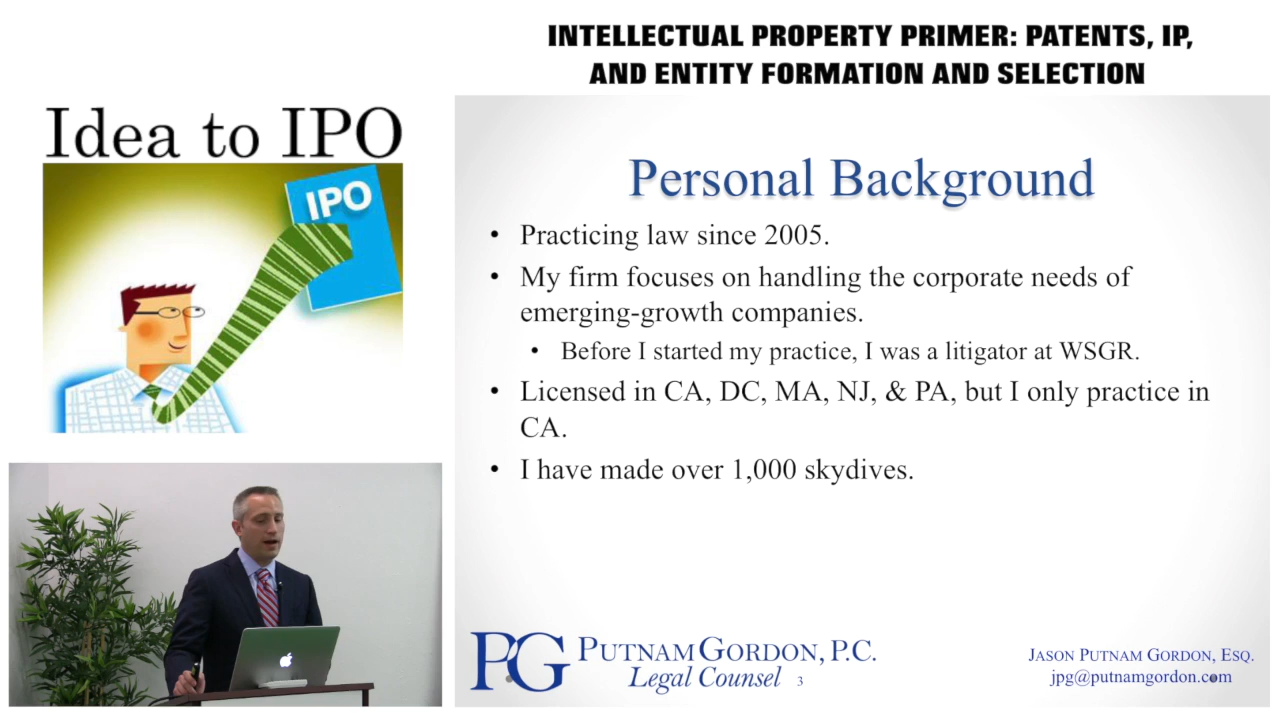 INTELLECTUAL PROPERTY PRIMER: PATENTS, IP,
AND ENTITY FORMATION AND SELECTION
Idea to IPO
IPO
Personal Background
• Practicing law since 2005.
• My firm focuses on handling the corporate needs of
emerging-growth companies.
• Before I started my practice, I was a litigator at WSGR.
• Licensed in CA, DC, MA, NJ, & PA, but I only practice in
CA.
• I have made over 1,000 skydives.
PG PUTNAM GORDON, P.C.
Legal Counsel
3
JASON PUTNAM GORDON, ESQ.
jpg@putnamgordon.com